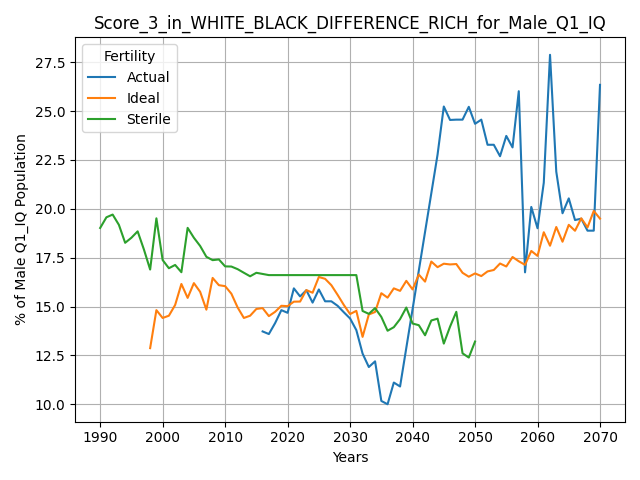 Score_3_in_WHITE_BLACK_DIFFERENCE_RICH_for_Male_Q1_IQ
Fertility
Actual
Ideal
Sterile
% of Male Q1_IQ Population
27.5
25.0
22.5
20.0
17.5
15.0
12.5
10.0
1990 2000 2010 2020 2030 2040 2050 2060 2070
Years